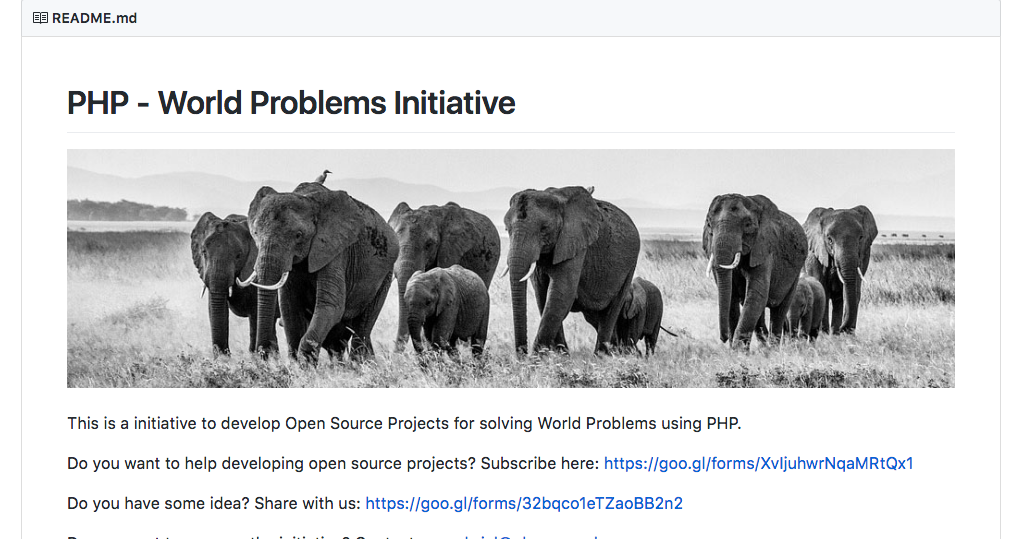 README.md
PHP - World Problems Initiative
This is a initiative to develop Open Source Projects for solving World Problems using PHP.
Do you want to help developing open source projects? Subscribe here: https://goo.gl/forms/XvIjuhwrNqaMRtQx1
Do you have some idea? Share with us: https://goo.gl/forms/32bqco1eTZaoBB2n2